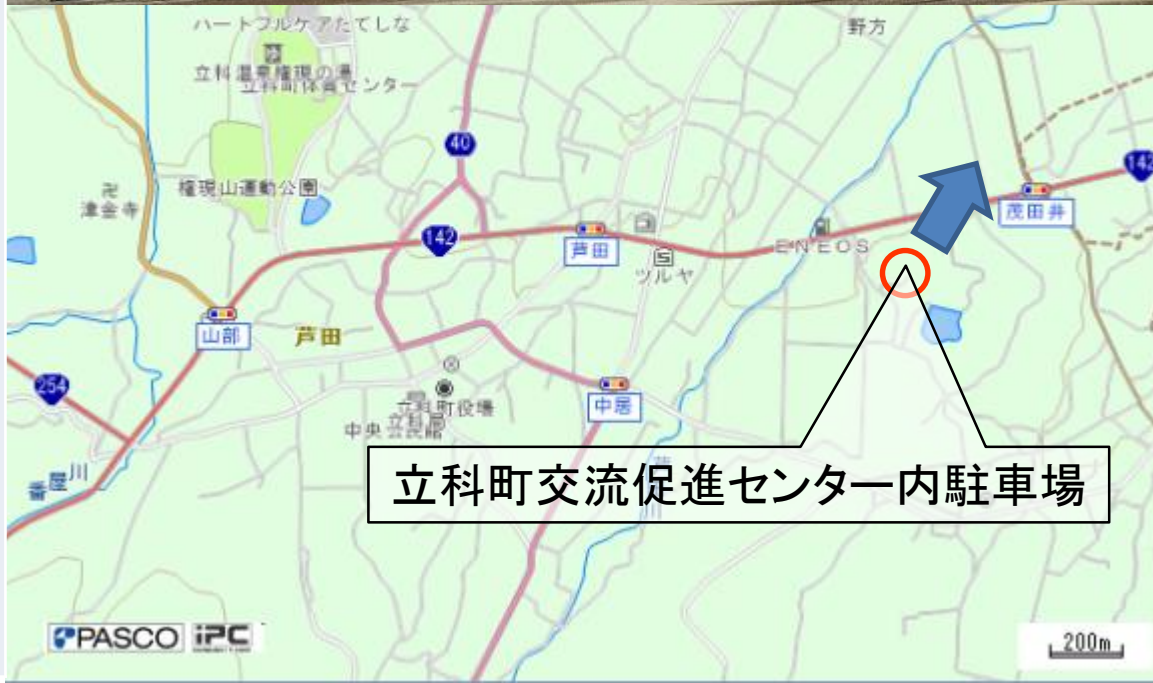 ハートフルケアたてしな
野方
立科温泉権現の湯
立科町体育センター
40
142
権現山運動公園
津金寺
茂田井
142
芦田
ENEOS
ツルヤ
山部
芦田
254
立科町役場
中居
中央公民館
川
立科町交流促進センター内駐車場
PPASCO iPC
200m